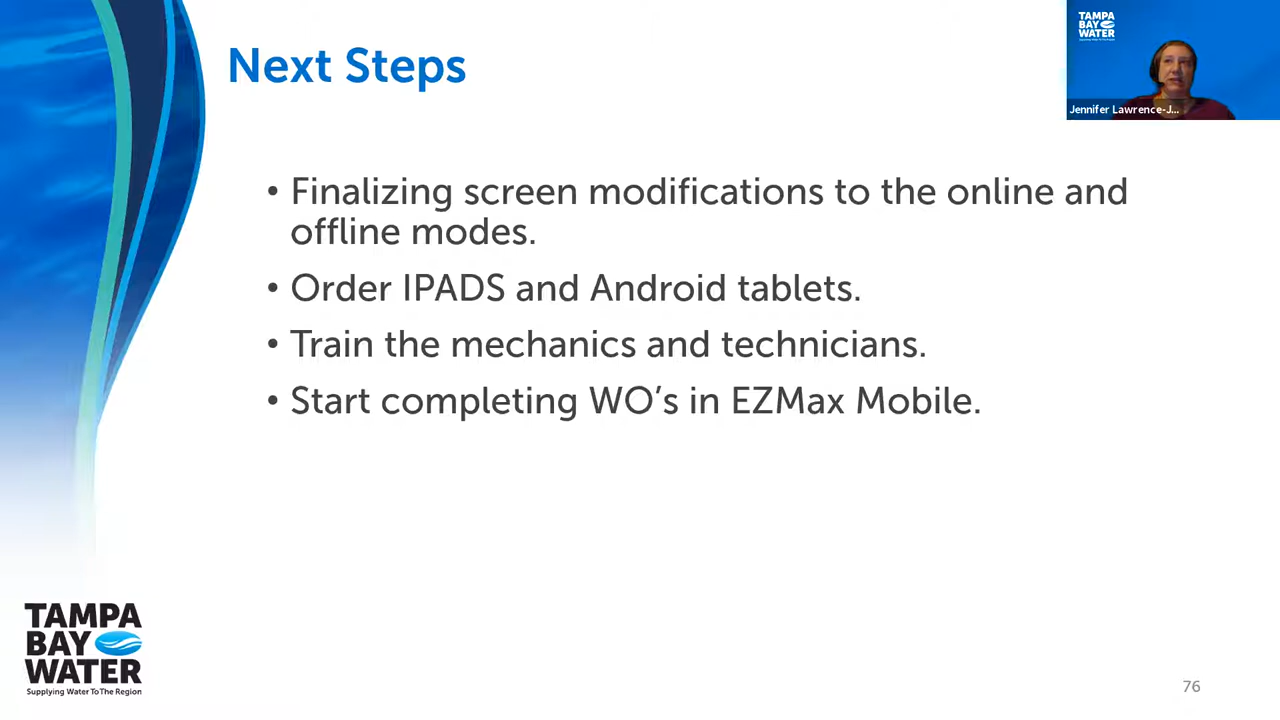 Next Steps
TAMPA
BAY
WATER
Jennifer Lawrence-J...
• Finalizing screen modifications to the online and
offline modes.
• Order IPADS and Android tablets.
• Train the mechanics and technicians.
• Start completing WO’s in EZMax Mobile.
TAMPA
BAY
WATER
Supplying Water To The Region
76